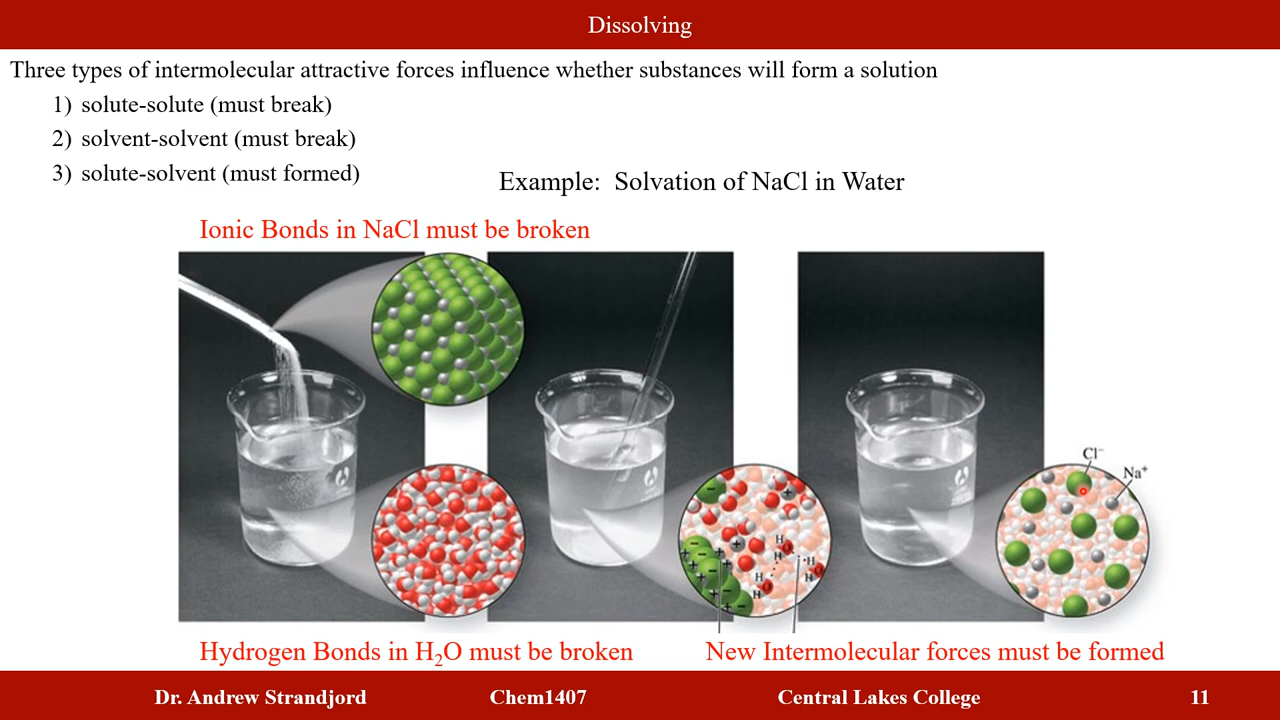 Dissolving
Three types of intermolecular attractive forces influence whether substances will form a solution
1) solute-solute (must break)
2) solvent-solvent (must break)
3) solute-solvent (must formed)
Example: Solvation of NaCl in Water
Ionic Bonds in NaCl must be broken
Cl⁻
Na⁺
−
+
−
−
−
−
−
+
+
+
+
+
+
+
+
H
O
H
H
O
H
H
O
H
Hydrogen Bonds in H₂O must be broken
New Intermolecular forces must be formed
Dr. Andrew Strandjord
Chem1407
Central Lakes College
11